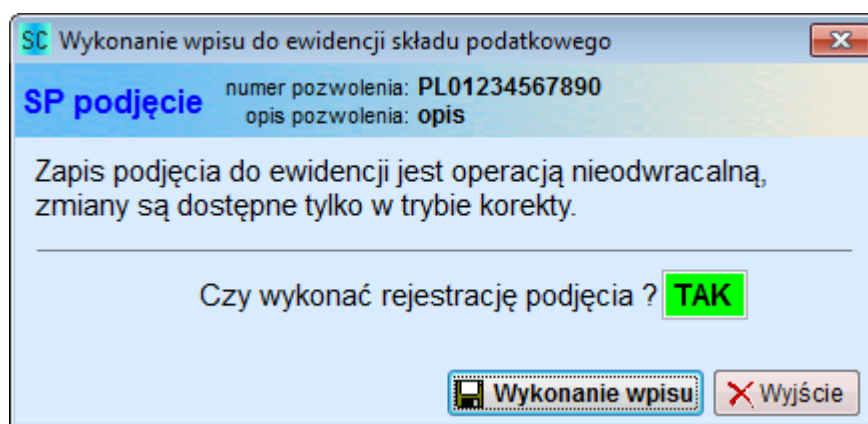 SC Wykonanie wpisu do ewidencji składu podatkowego
SP podjęcie
numer pozwolenia: PL01234567890
opis pozwolenia: opis
Zapis podjęcia do ewidencji jest operacją nieodwracalną,
zmiany są dostępne tylko w trybie korekty.
Czy wykonać rejestrację podjęcia ? TAK
Wykonanie wpisu Wyjście